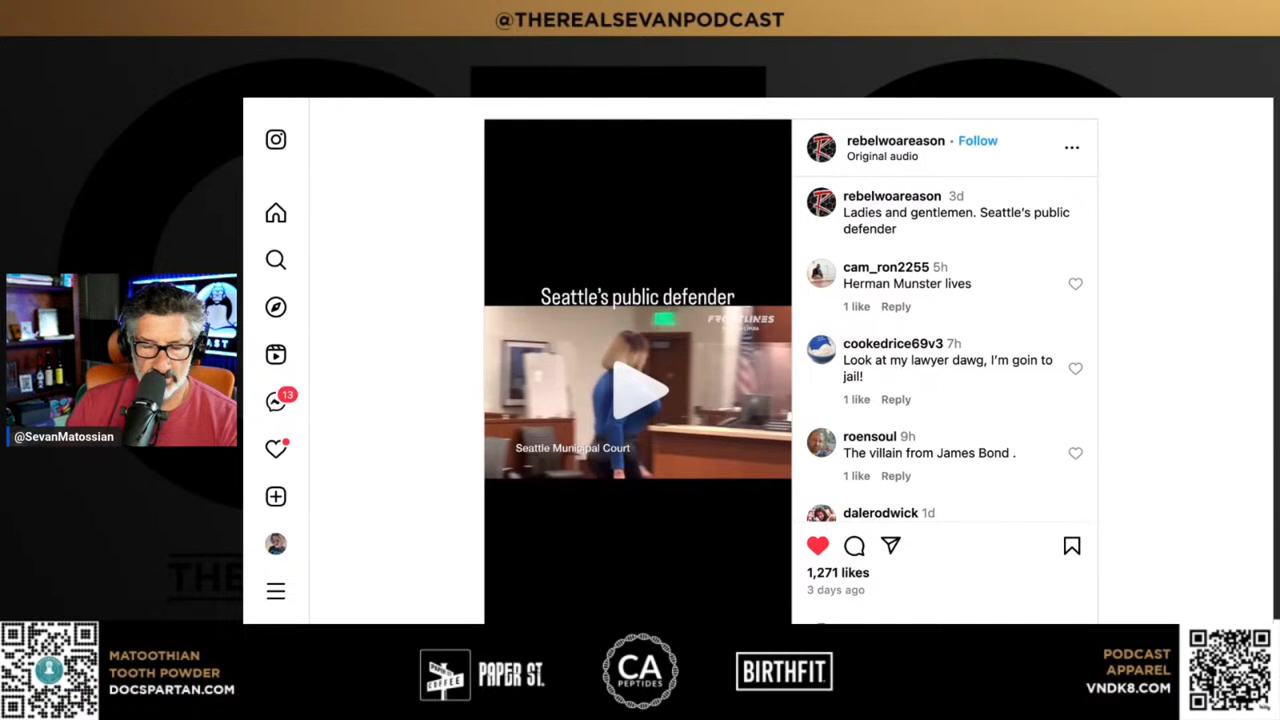 @THEREALSEVANPODCAST
rebelwoareason · Follow
Original audio
rebelwoareason 3d
Ladies and gentlemen. Seattle's public
defender
cam_ron2255 5h
Herman Munster lives
1 like Reply
cookedrice69v3 7h
Look at my lawyer dawg, I'm goin to
jail!
1 like Reply
roensoul 9h
The villain from James Bond .
1 like Reply
dalerodwick 1d
1,271 likes
3 days ago
13
Seattle's public defender
FRONTLINES
Seattle Municipal Court
@SevanMatossian
MATOOTHIAN
TOOTH POWDER
DOCSPARTAN.COM
PAPER ST.
COFFEE
CA
PEPTIDES
BIRTHFIT
PODCAST
APPAREL
VNDK8.COM